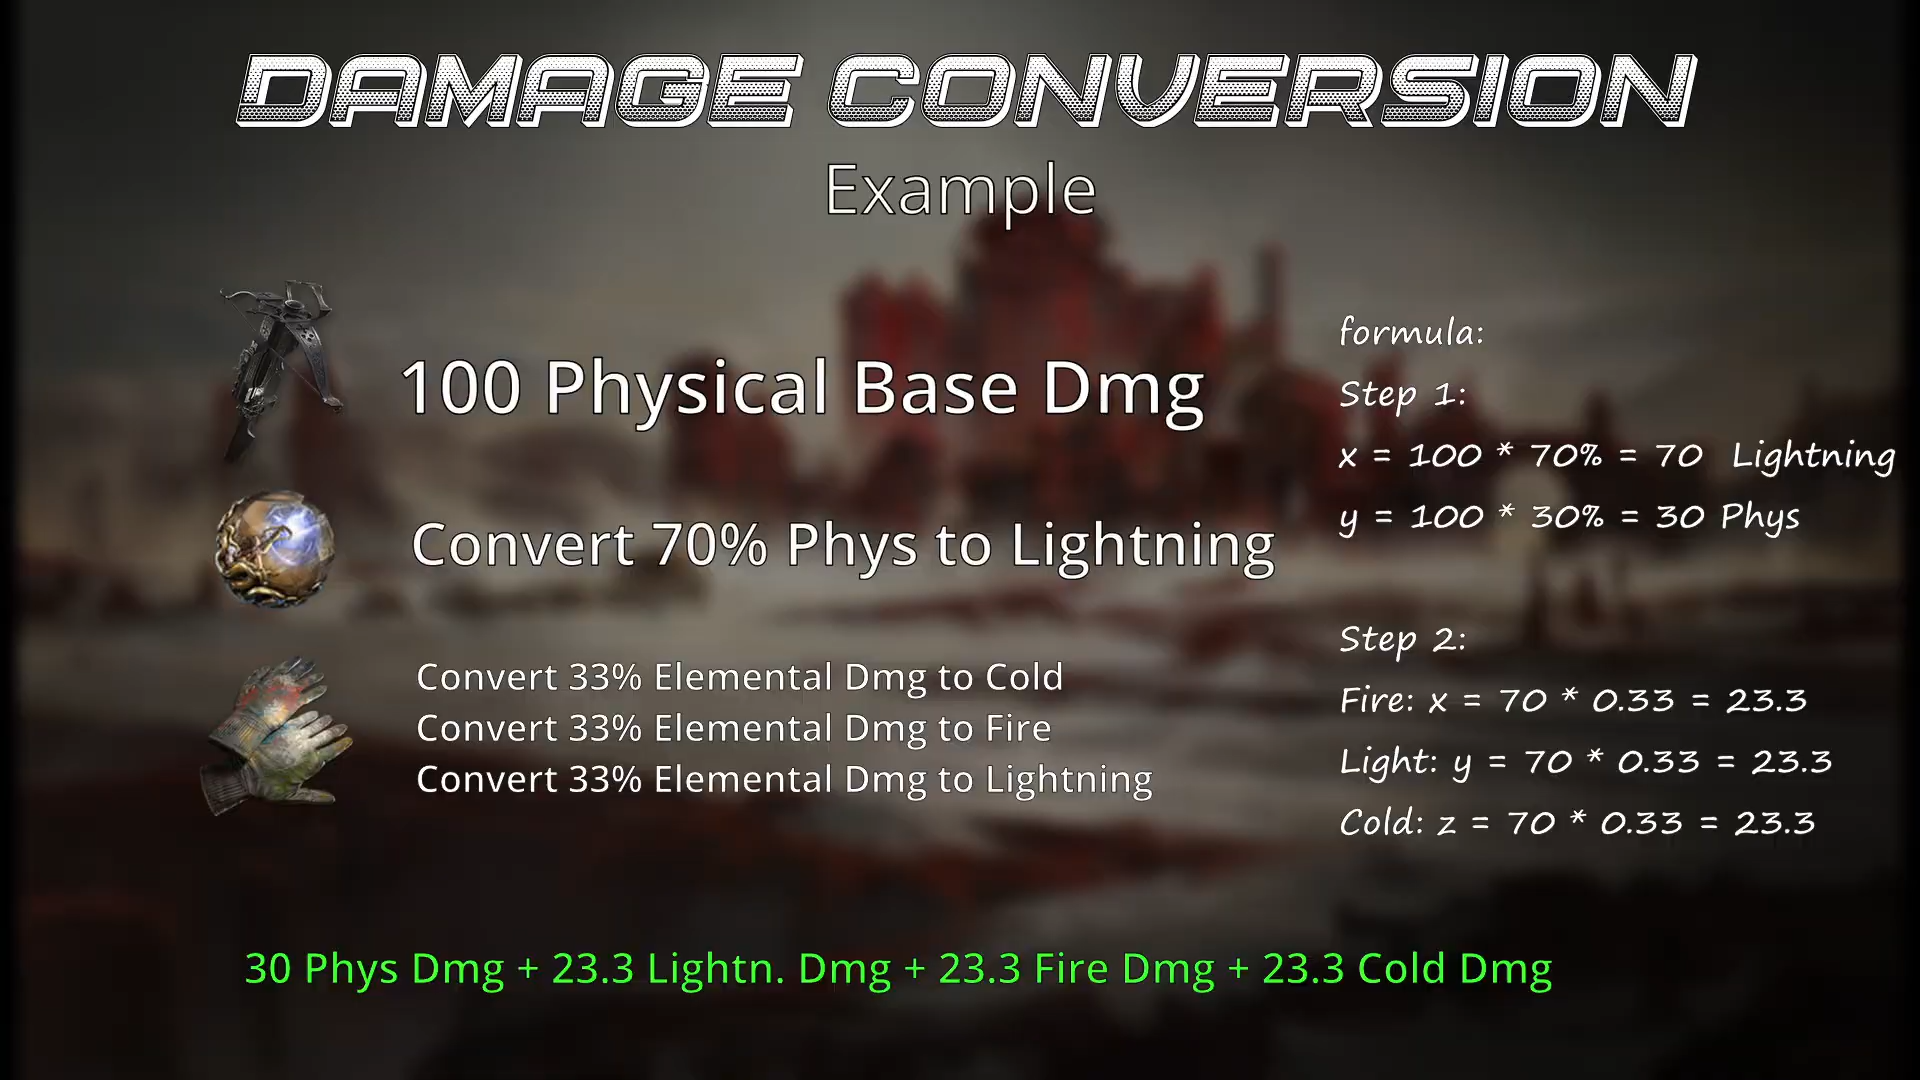 DAMAGE CONVERSION
Example
100 Physical Base Dmg
Convert 70% Phys to Lightning
Convert 33% Elemental Dmg to Cold
Convert 33% Elemental Dmg to Fire
Convert 33% Elemental Dmg to Lightning
formula:
Step 1:
x = 100 * 70% = 70 Lightning
y = 100 * 30% = 30 Phys
Step 2:
Fire: x = 70 * 0.33 = 23.3
Light: y = 70 * 0.33 = 23.3
Cold: z = 70 * 0.33 = 23.3
30 Phys Dmg + 23.3 Lightn. Dmg + 23.3 Fire Dmg + 23.3 Cold Dmg